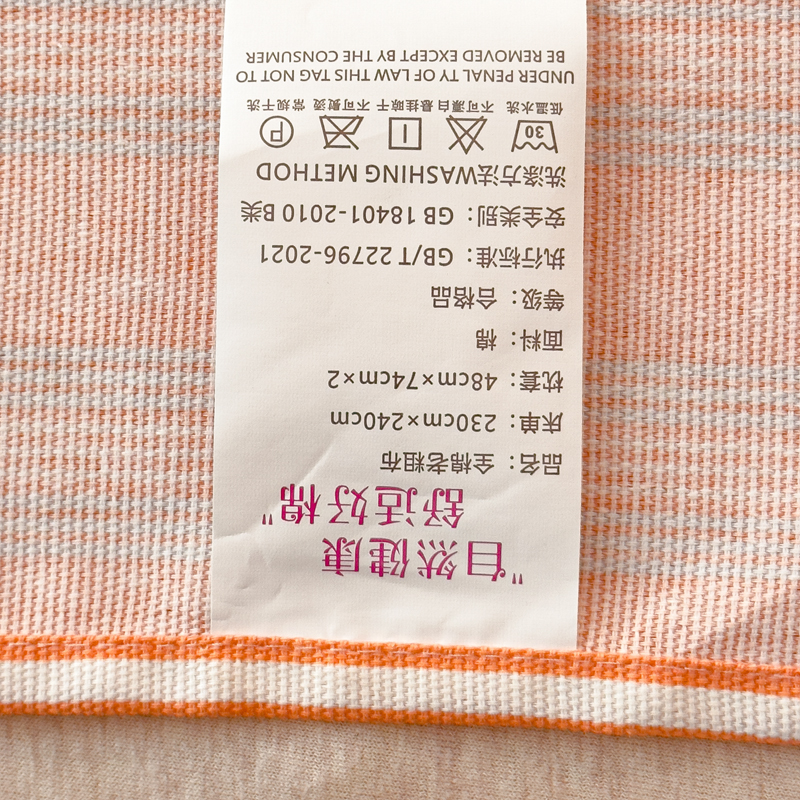 "自然健康
舒适好棉"
品名：全棉老粗布
床单：230cm×240cm
枕套：48cm×74cm×2
面料：棉
等级：合格品
执行标准：GB/T 22796-2021
安全类别：GB 18401-2010 B类
洗涤方法WASHING METHOD
30 P
低温水洗 不可漂白 悬挂晾干 不可熨烫 常规干洗
UNDER PENALTY OF LAW THIS TAG NOT TO
BE REMOVED EXCEPT BY THE CONSUMER